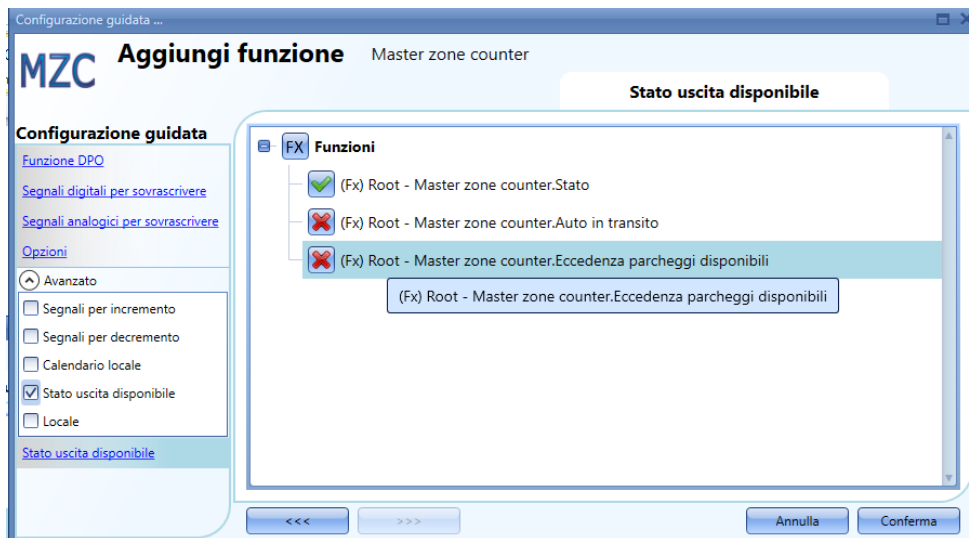 Configurazione guidata ...
MZC
Aggiungi funzione
Master zone counter
Stato uscita disponibile
Configurazione guidata
Funzione DPO
Segnali digitali per sovrascrivere
Segnali analogici per sovrascrivere
Opzioni
Avanzato
Segnali per incremento
Segnali per decremento
Calendario locale
Stato uscita disponibile
Locale
Stato uscita disponibile
FX Funzioni
(Fx) Root - Master zone counter.Stato
(Fx) Root - Master zone counter.Auto in transito
(Fx) Root - Master zone counter.Eccedenza parcheggi disponibili
(Fx) Root - Master zone counter.Eccedenza parcheggi disponibili
<<<
>>>
Annulla
Conferma